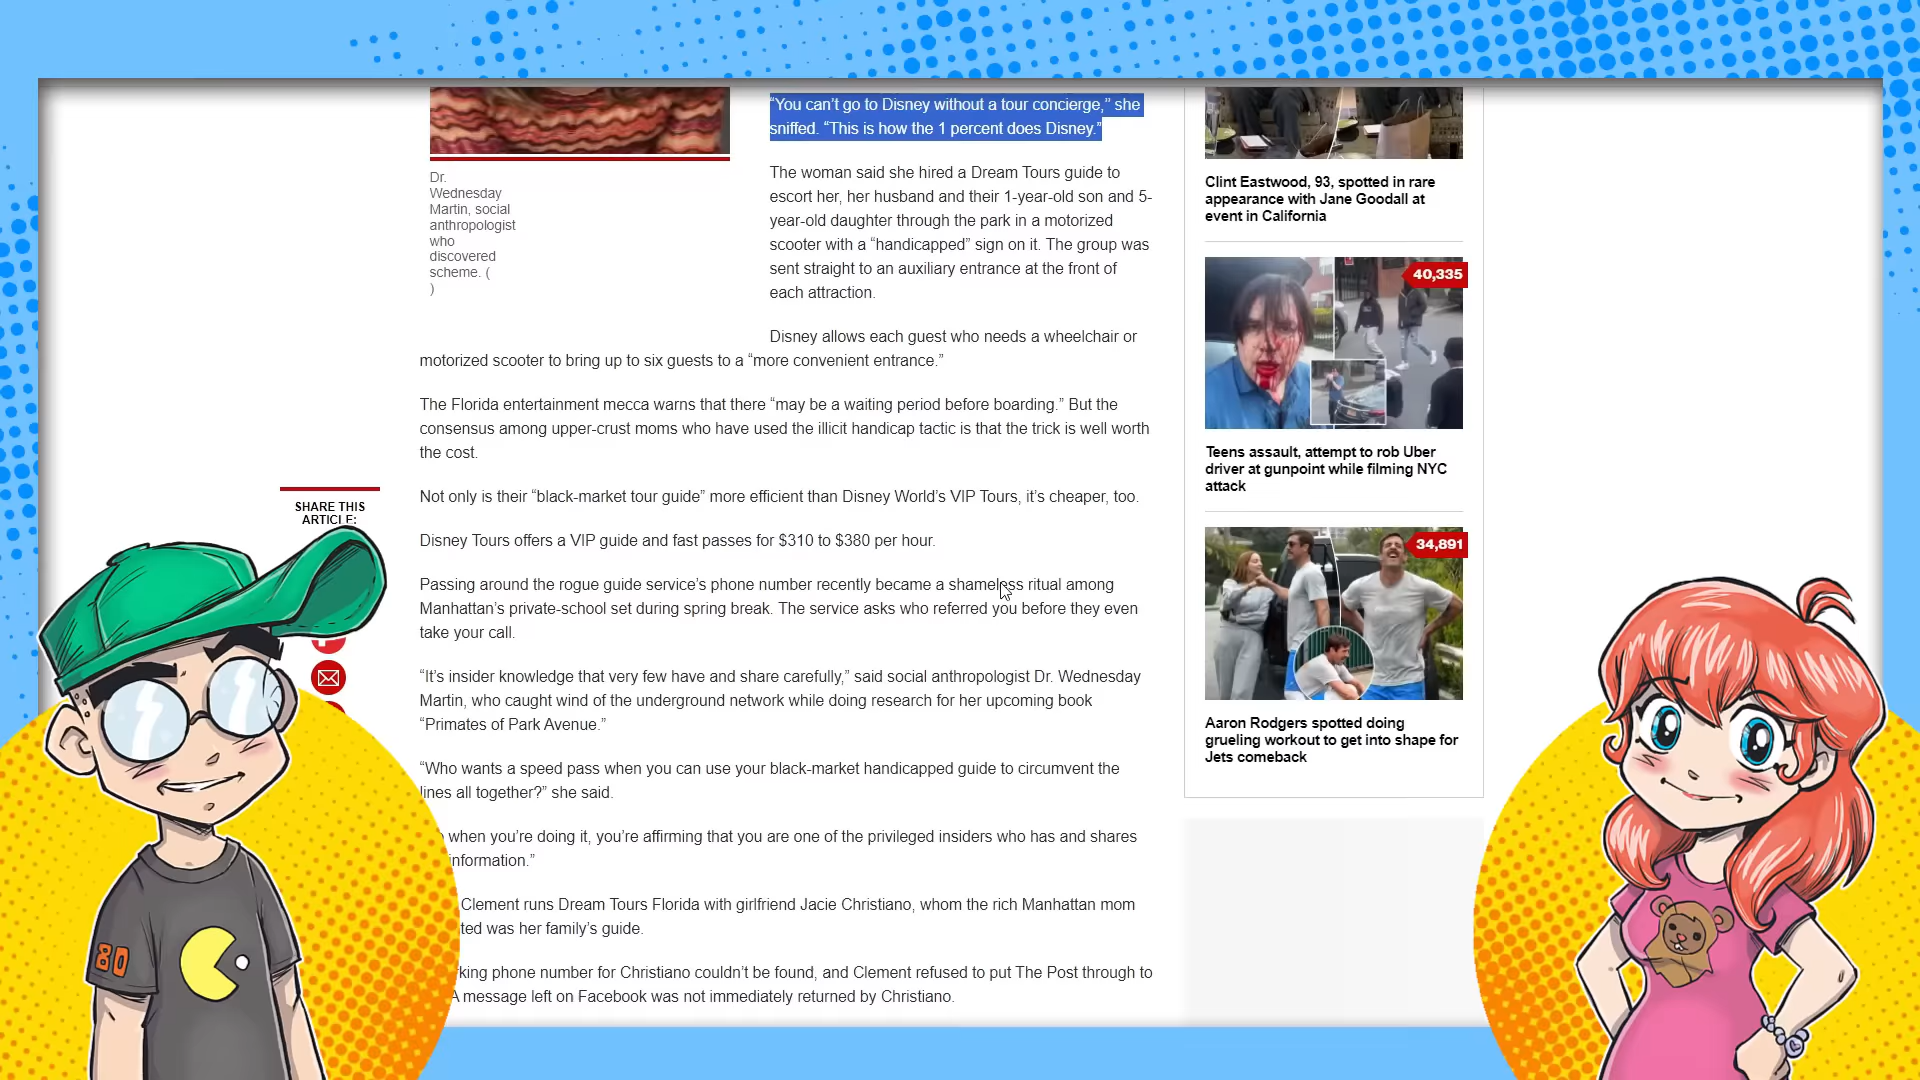 “You can’t go to Disney without a tour concierge,’’ she
sniffed. “This is how the 1 percent does Disney.”
Dr.
Wednesday
Martin, social
anthropologist
who
discovered
scheme. (
)
The woman said she hired a Dream Tours guide to
escort her, her husband and their 1-year-old son and 5-
year-old daughter through the park in a motorized
scooter with a “handicapped” sign on it. The group was
sent straight to an auxiliary entrance at the front of
each attraction.
Disney allows each guest who needs a wheelchair or
motorized scooter to bring up to six guests to a “more convenient entrance.”
The Florida entertainment mecca warns that there “may be a waiting period before boarding.” But the
consensus among upper-crust moms who have used the illicit handicap tactic is that the trick is well worth
the cost.
Not only is their “black-market tour guide” more efficient than Disney World’s VIP Tours, it’s cheaper, too.
Disney Tours offers a VIP guide and fast passes for $310 to $380 per hour.
Passing around the rogue guide service’s phone number recently became a shameless ritual among
Manhattan’s private-school set during spring break. The service asks who referred you before they even
take your call.
“It’s insider knowledge that very few have and share carefully,” said social anthropologist Dr. Wednesday
Martin, who caught wind of the underground network while doing research for her upcoming book
“Primates of Park Avenue.”
“Who wants a speed pass when you can use your black-market handicapped guide to circumvent the
lines all together?” she said.
when you’re doing it, you’re affirming that you are one of the privileged insiders who has and shares
information.”
Clement runs Dream Tours Florida with girlfriend Jacie Christiano, whom the rich Manhattan mom
ted was her family’s guide.
rking phone number for Christiano couldn’t be found, and Clement refused to put The Post through to
A message left on Facebook was not immediately returned by Christiano.
SHARE THIS
ARTICLE:
80
Clint Eastwood, 93, spotted in rare
appearance with Jane Goodall at
event in California
40,335
Teens assault, attempt to rob Uber
driver at gunpoint while filming NYC
attack
34,891
Aaron Rodgers spotted doing
grueling workout to get into shape for
Jets comeback